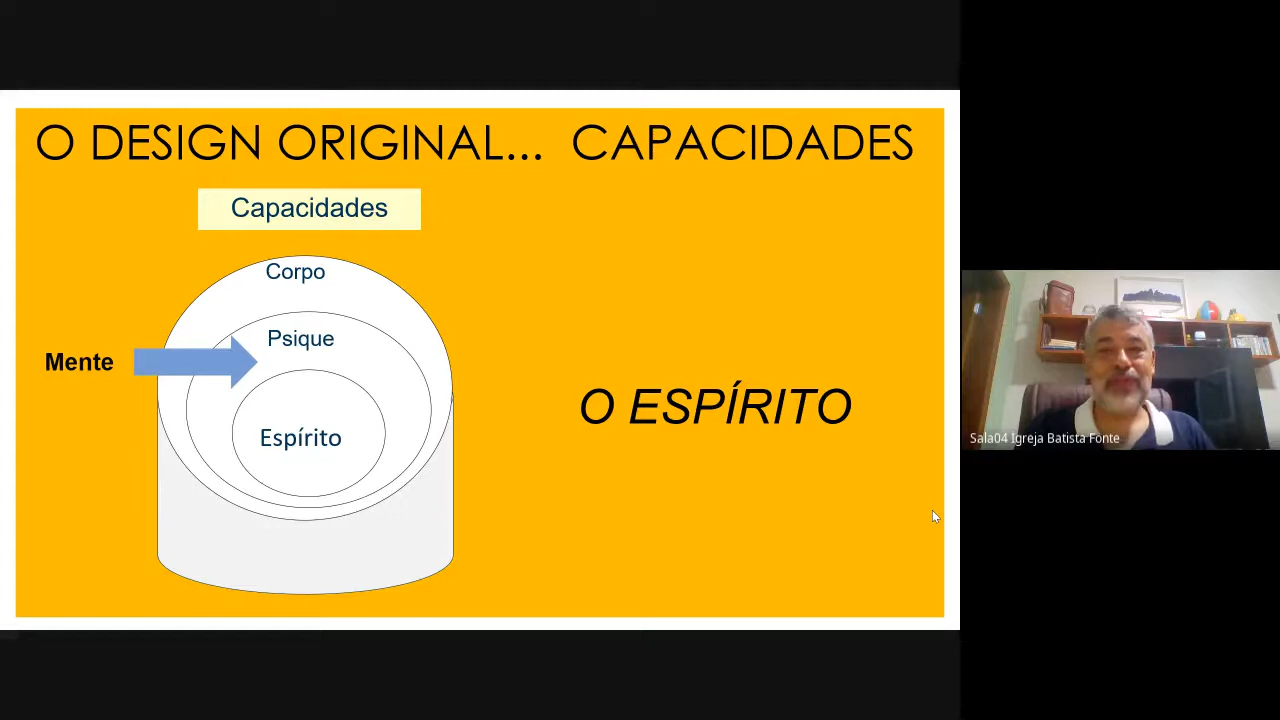 O DESIGN ORIGINAL... CAPACIDADES
Capacidades
Corpo
Psique
Mente
Espírito
O ESPÍRITO
Sala04 Igreja Batista Fonte